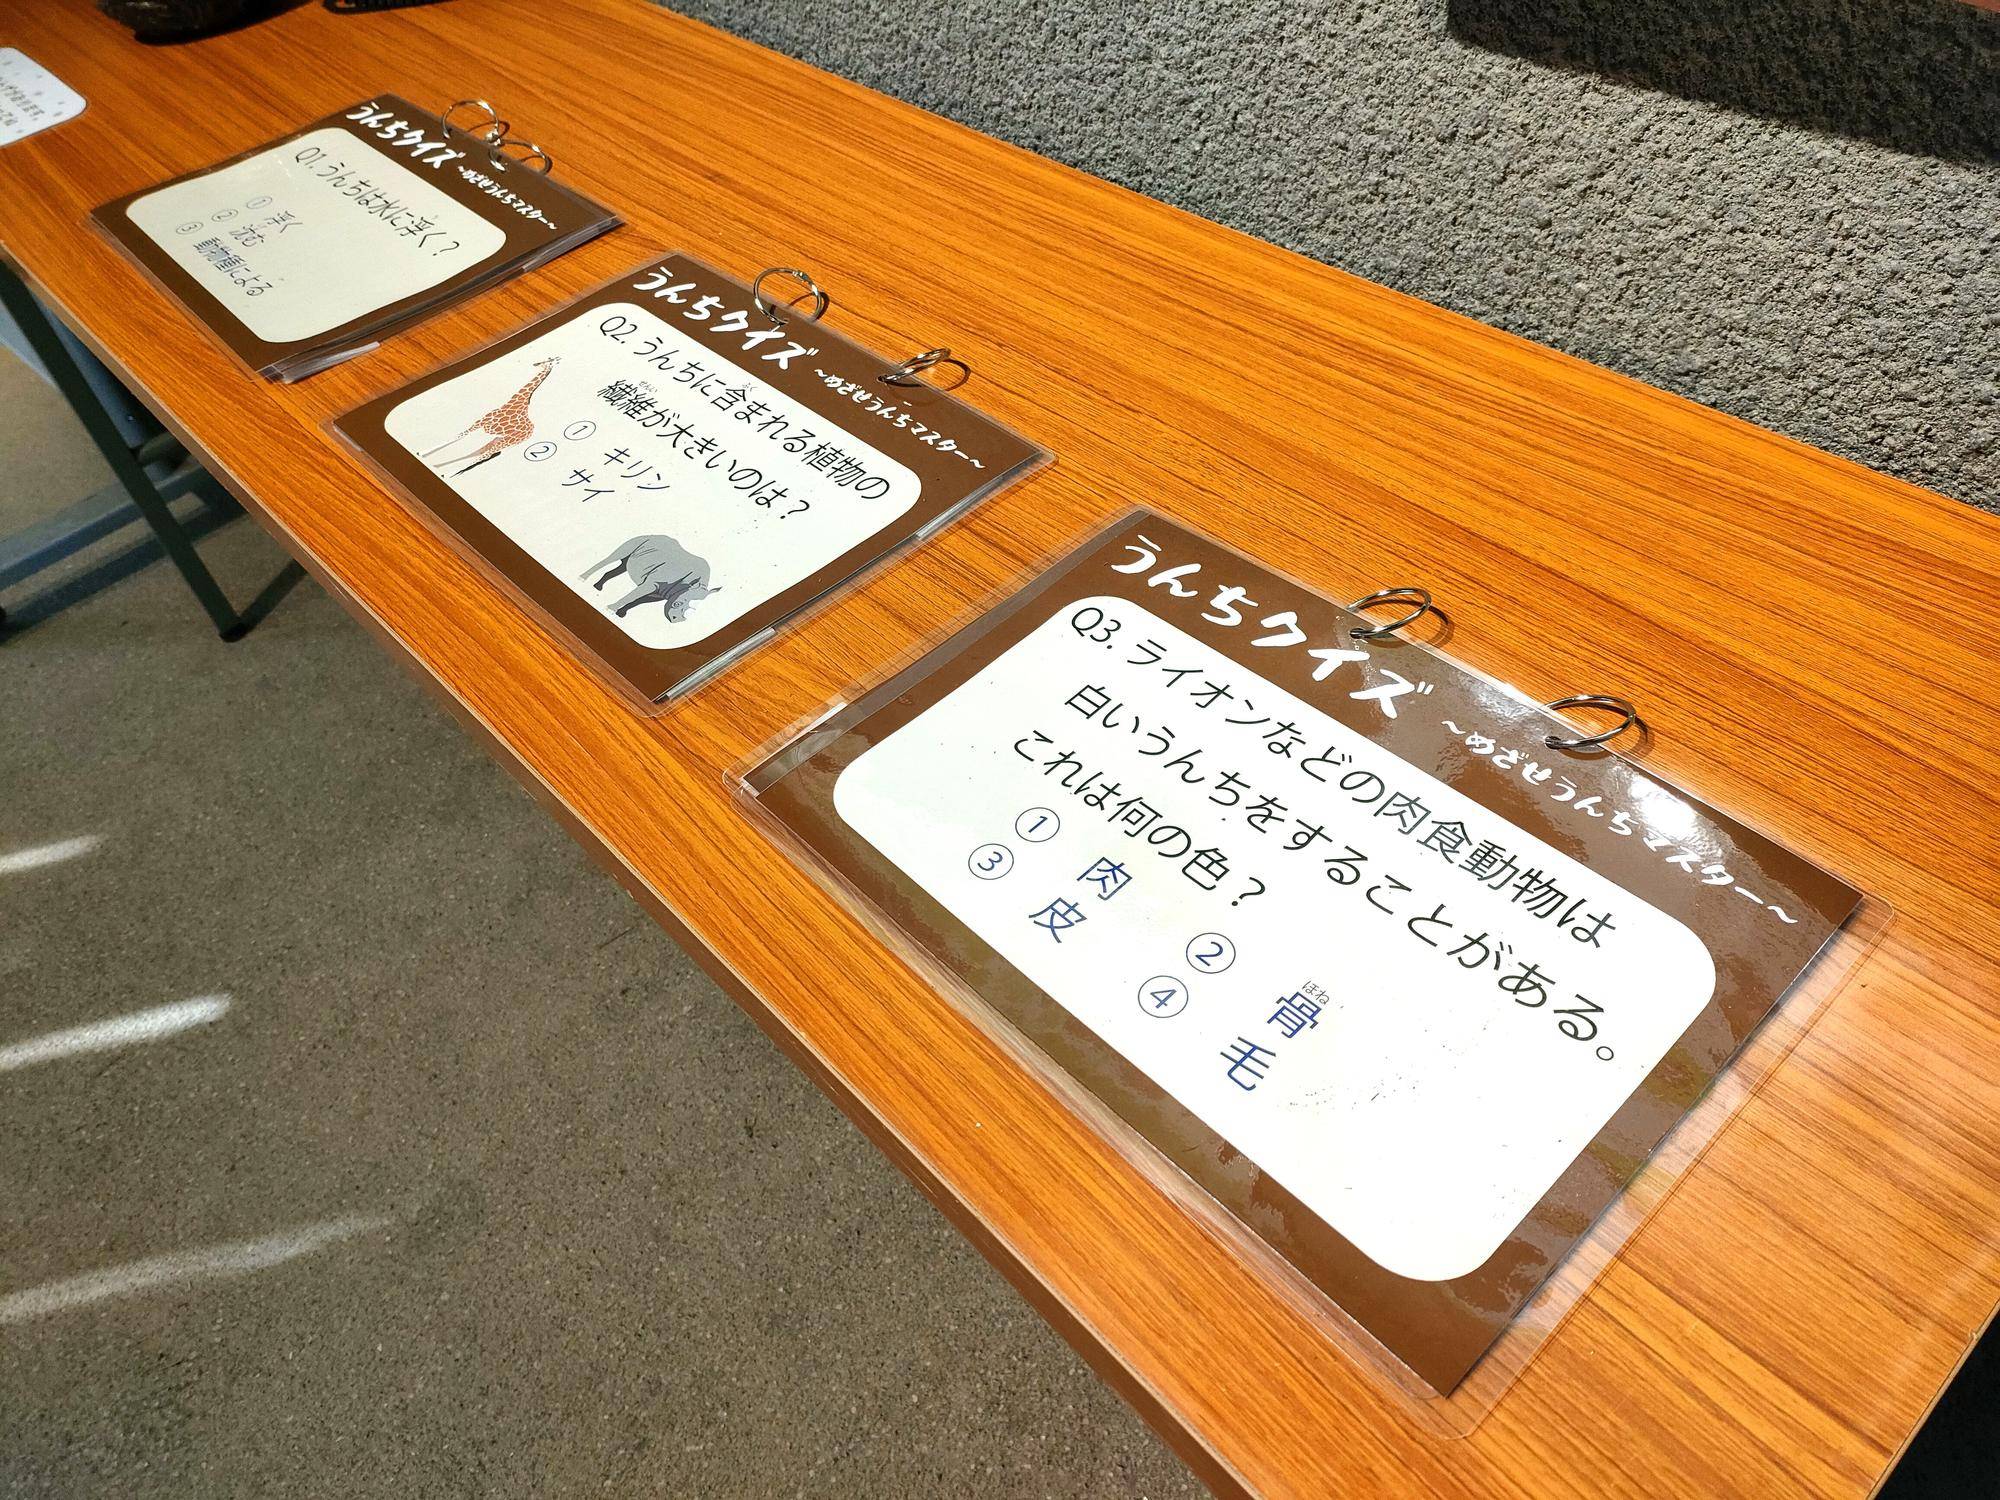 うんちクイズ ～めざせうんちマスター～
Q1. うんちは水に浮く？
① 浮く
② 沈む
③ 動物種による
うんちクイズ ～めざせうんちマスター～
Q2. うんちに含まれる植物の
繊維が大きいのは？
① キリン
② サイ
うんちクイズ ～めざせうんちマスター～
Q3. ライオンなどの肉食動物は
白いうんちをすることがある。
これは何の色？
① 肉 ② 骨
③ 皮 ④ 毛